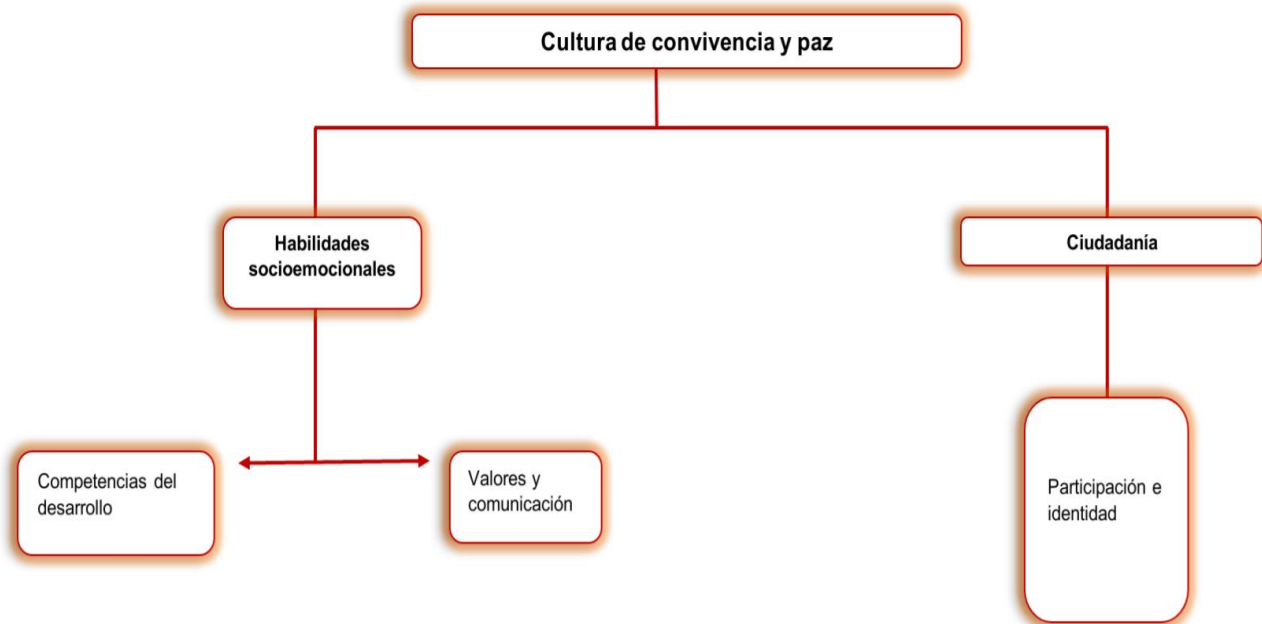 Cultura de convivencia y paz
Habilidades
socioemocionales
Ciudadanía
Competencias del
desarrollo
Valores y
comunicación
Participación e
identidad